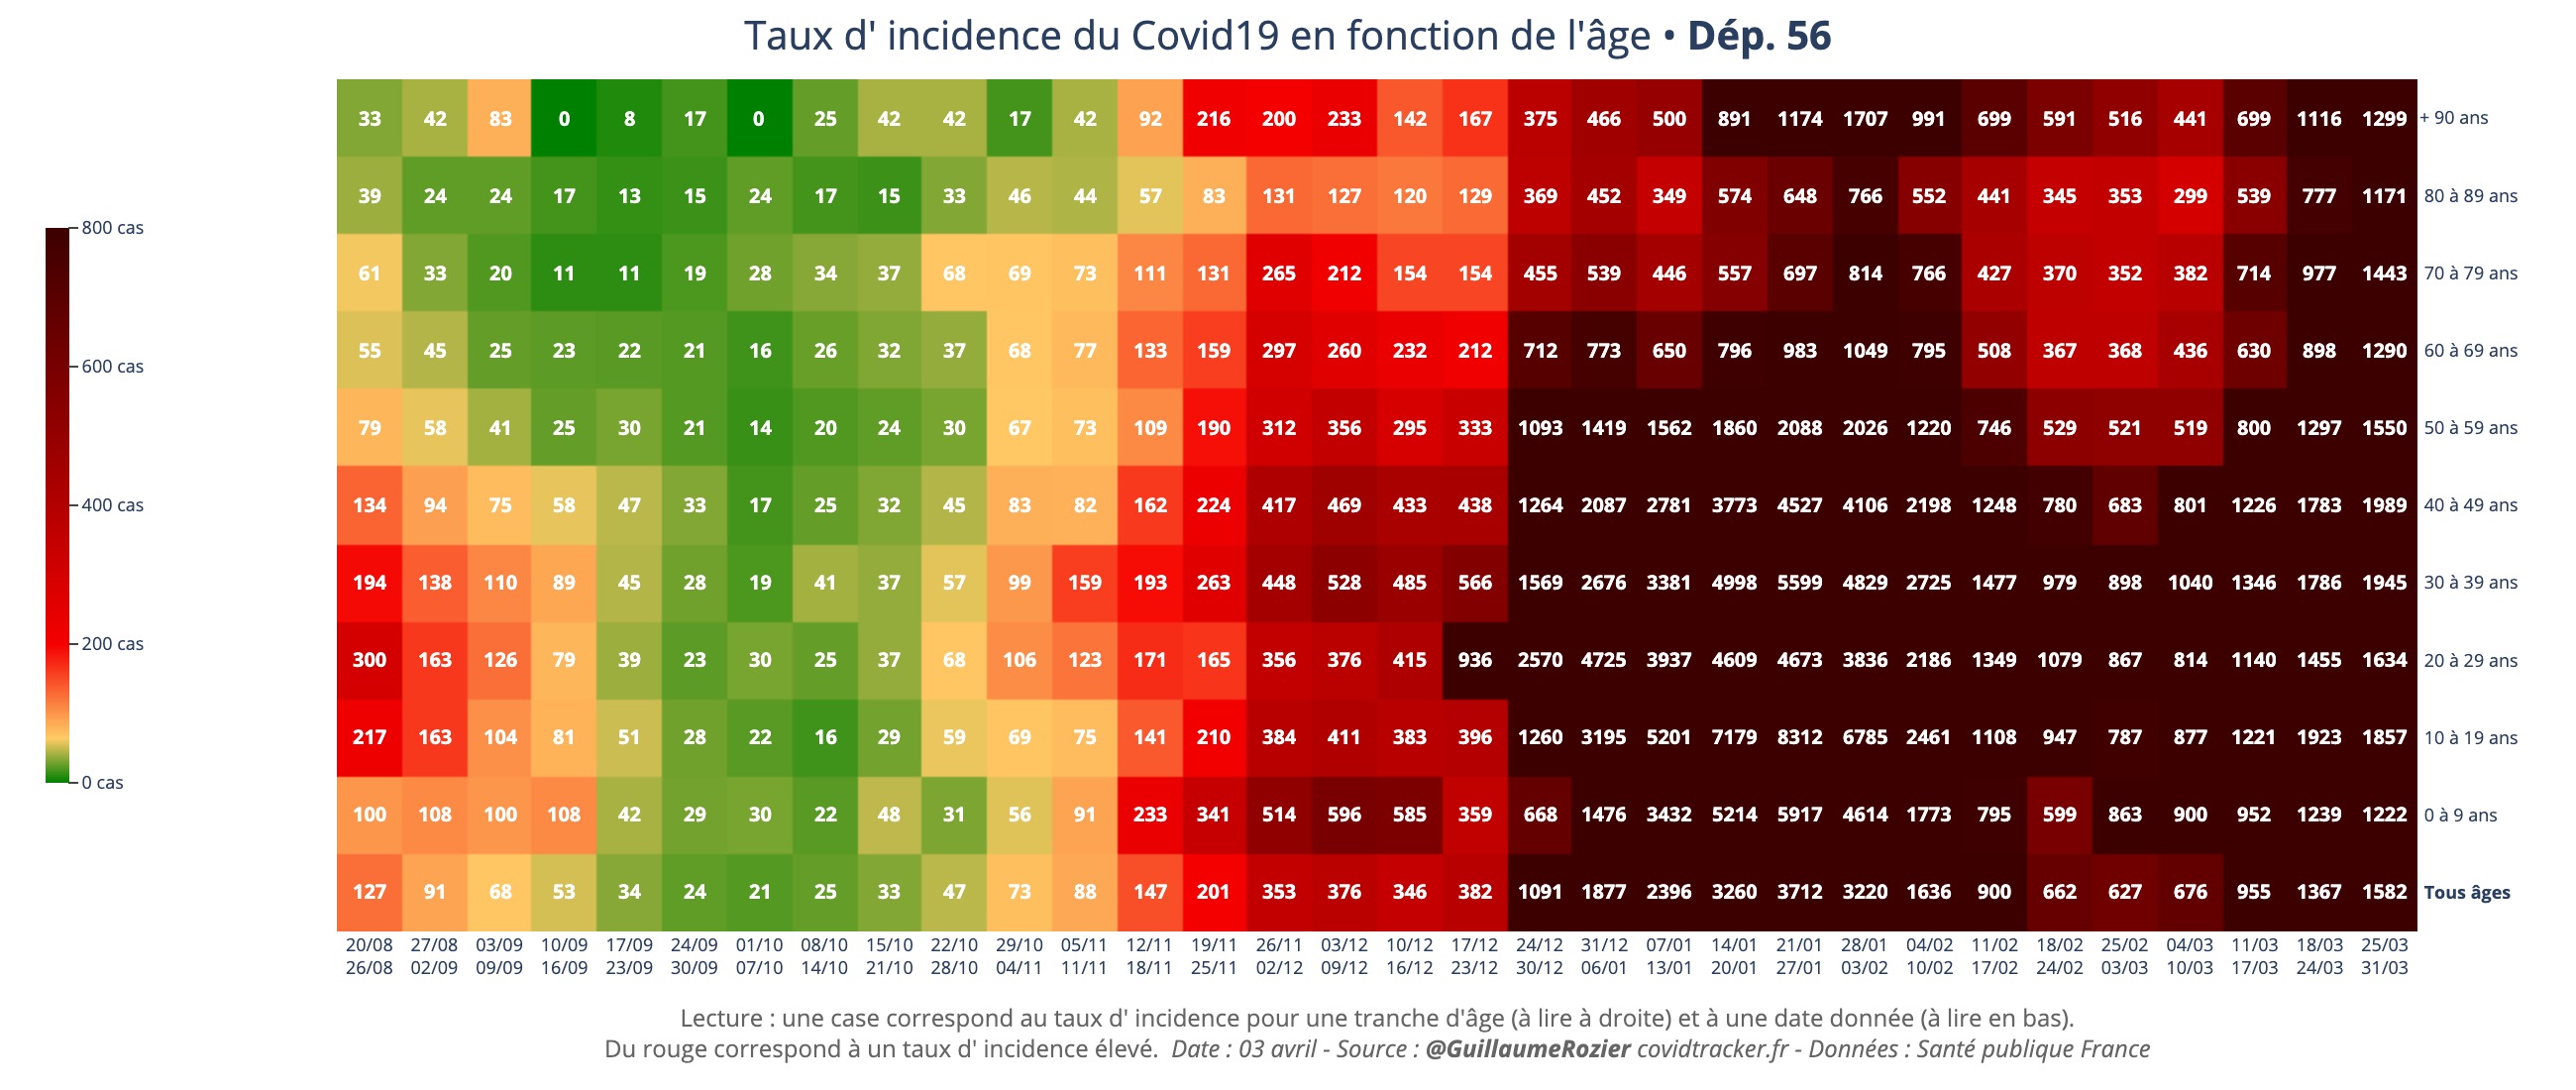 Taux d' incidence du Covid19 en fonction de l'âge • Dép. 56
800 cas
600 cas
400 cas
200 cas
0 cas
33 42 83 0 8 17 0 25 42 42 17 42 92 216 200 233 142 167 375 466 500 891 1174 1707 991 699 591 516 441 699 1116 1299 + 90 ans
39 24 24 17 13 15 24 17 15 33 46 44 57 83 131 127 120 129 369 452 349 574 648 766 552 441 345 353 299 539 777 1171 80 à 89 ans
61 33 20 11 11 19 28 34 37 68 69 73 111 131 265 212 154 154 455 539 446 557 697 814 766 427 370 352 382 714 977 1443 70 à 79 ans
55 45 25 23 22 21 16 26 32 37 68 77 133 159 297 260 232 212 712 773 650 796 983 1049 795 508 367 368 436 630 898 1290 60 à 69 ans
79 58 41 25 30 21 14 20 24 30 67 73 109 190 312 356 295 333 1093 1419 1562 1860 2088 2026 1220 746 529 521 519 800 1297 1550 50 à 59 ans
134 94 75 58 47 33 17 25 32 45 83 82 162 224 417 469 433 438 1264 2087 2781 3773 4527 4106 2198 1248 780 683 801 1226 1783 1989 40 à 49 ans
194 138 110 89 45 28 19 41 37 57 99 159 193 263 448 528 485 566 1569 2676 3381 4998 5599 4829 2725 1477 979 898 1040 1346 1786 1945 30 à 39 ans
300 163 126 79 39 23 30 25 37 68 106 123 171 165 356 376 415 936 2570 4725 3937 4609 4673 3836 2186 1349 1079 867 814 1140 1455 1634 20 à 29 ans
217 163 104 81 51 28 22 16 29 59 69 75 141 210 384 411 383 396 1260 3195 5201 7179 8312 6785 2461 1108 947 787 877 1221 1923 1857 10 à 19 ans
100 108 100 108 42 29 30 22 48 31 56 91 233 341 514 596 585 359 668 1476 3432 5214 5917 4614 1773 795 599 863 900 952 1239 1222 0 à 9 ans
127 91 68 53 34 24 21 25 33 47 73 88 147 201 353 376 346 382 1091 1877 2396 3260 3712 3220 1636 900 662 627 676 955 1367 1582 Tous âges
20/08 27/08 03/09 10/09 17/09 24/09 01/10 08/10 15/10 22/10 29/10 05/11 12/11 19/11 26/11 03/12 10/12 17/12 24/12 31/12 07/01 14/01 21/01 28/01 04/02 11/02 18/02 25/02 04/03 11/03 18/03 25/03
26/08 02/09 09/09 16/09 23/09 30/09 07/10 14/10 21/10 28/10 04/11 11/11 18/11 25/11 02/12 09/12 16/12 23/12 30/12 06/01 13/01 20/01 27/01 03/02 10/02 17/02 24/02 03/03 10/03 17/03 24/03 31/03
Lecture : une case correspond au taux d' incidence pour une tranche d'âge (à lire à droite) et à une date donnée (à lire en bas).
Du rouge correspond à un taux d' incidence élevé. Date : 03 avril - Source : @GuillaumeRozier covidtracker.fr - Données : Santé publique France